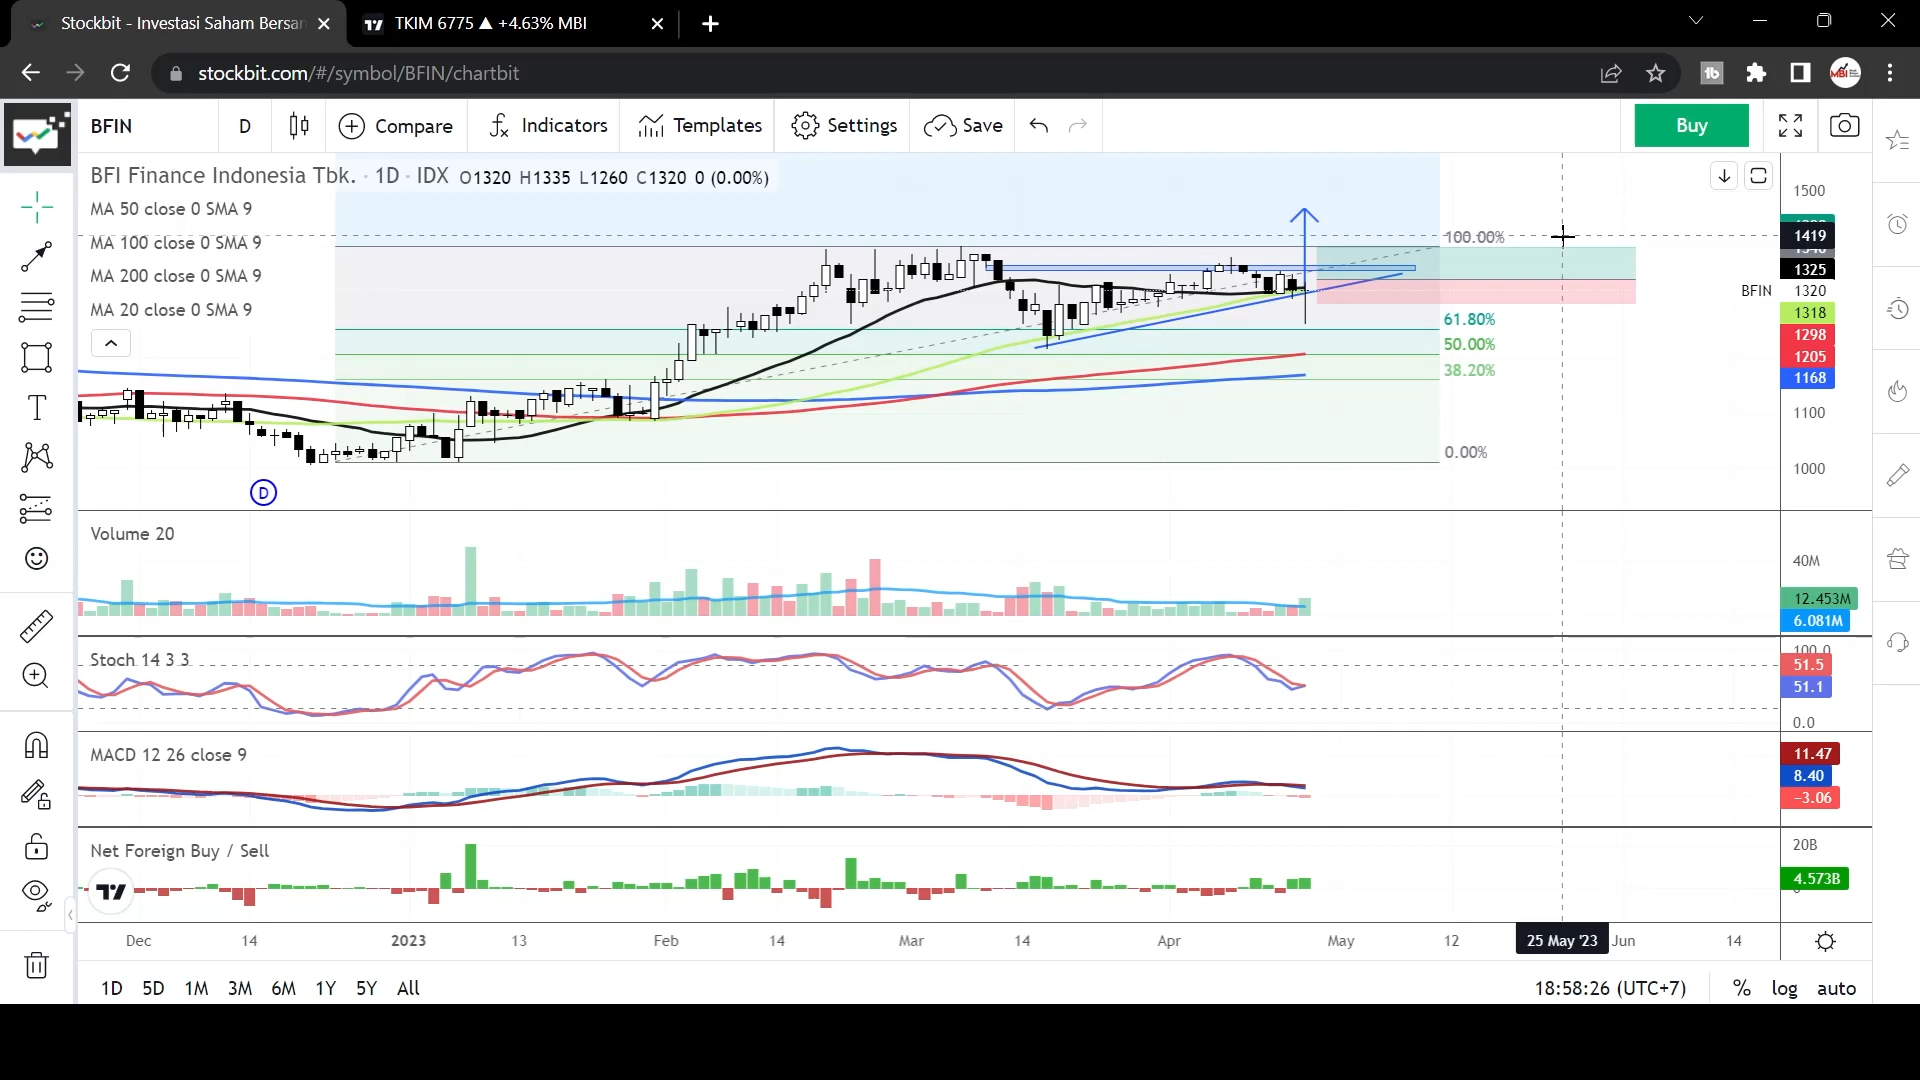 Stockbit - Investasi Saham Bersan
TKIM 6775 ▲ +4.63% MBI
stockbit.com/#/symbol/BFIN/chartbit
BFIN
D
Compare
Indicators
Templates
Settings
Save
Buy
BFI Finance Indonesia Tbk. · 1D · IDX O1320 H1335 L1260 C1320 0 (0.00%)
MA 50 close 0 SMA 9
MA 100 close 0 SMA 9
MA 200 close 0 SMA 9
MA 20 close 0 SMA 9
100.00%
61.80%
50.00%
38.20%
0.00%
1500
1419
1325
BFIN 1320
1318
1298
1205
1168
1100
1000
D
Volume 20
40M
12.453M
6.081M
Stoch 14 3 3
100.0
51.5
51.1
0.0
MACD 12 26 close 9
11.47
8.40
−3.06
Net Foreign Buy / Sell
20B
4.573B
Dec 14 2023 13 Feb 14 Mar 14 Apr May 12 25 May '23 Jun 14
1D 5D 1M 3M 6M 1Y 5Y All
18:58:26 (UTC+7) % log auto